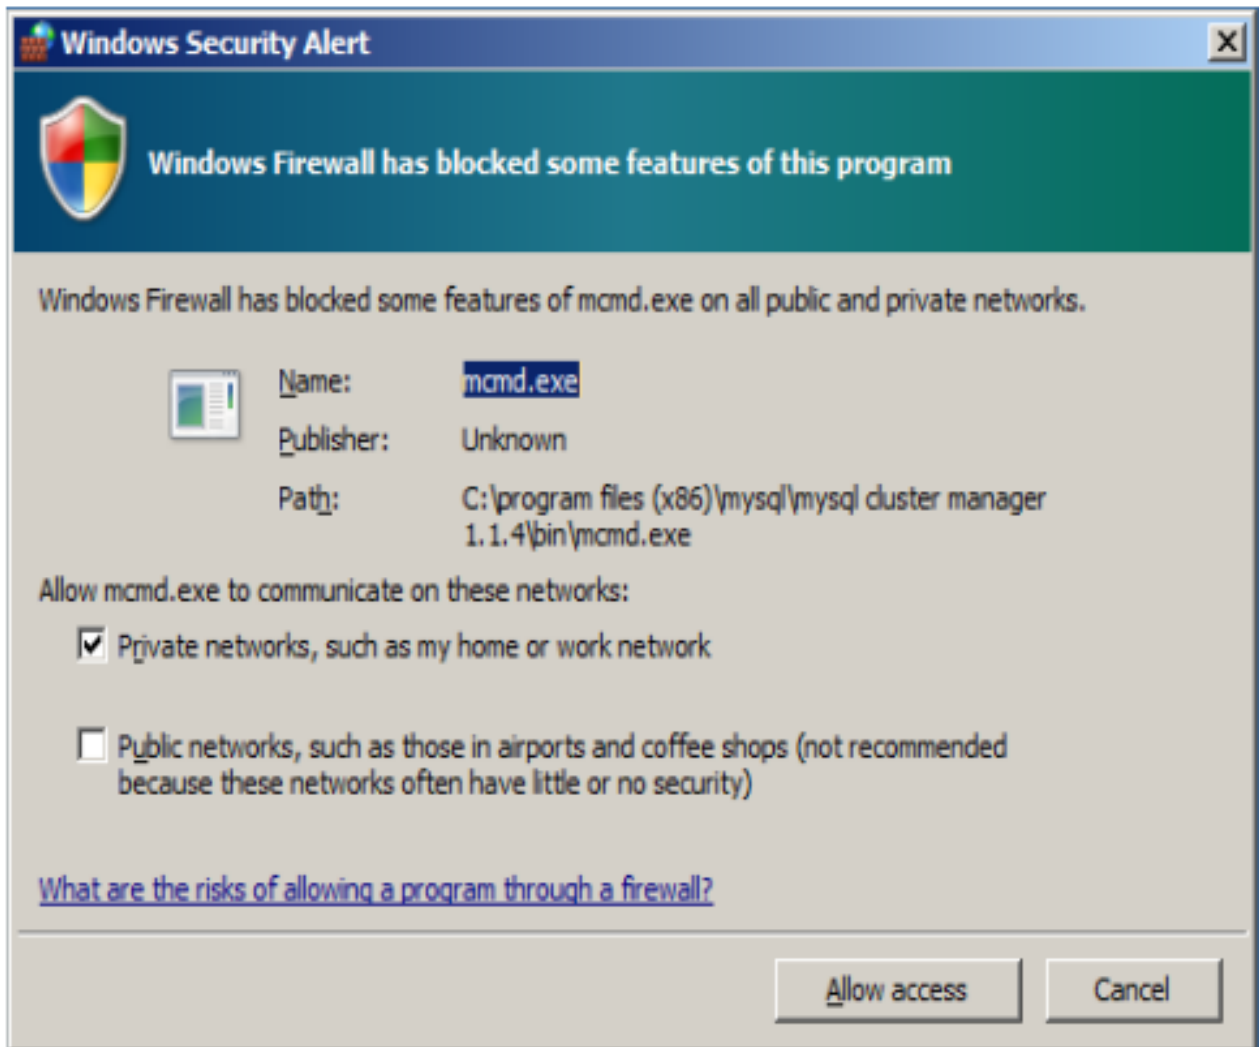 Windows Security Alert
Windows Firewall has blocked some features of this program
Windows Firewall has blocked some features of mcmd.exe on all public and private networks.
Name: mcmd.exe
Publisher: Unknown
Path: C:\program files (x86)\mysql\mysql cluster manager
1.1.4\bin\mcmd.exe
Allow mcmd.exe to communicate on these networks:
Private networks, such as my home or work network
Public networks, such as those in airports and coffee shops (not recommended
because these networks often have little or no security)
What are the risks of allowing a program through a firewall?
Allow access Cancel